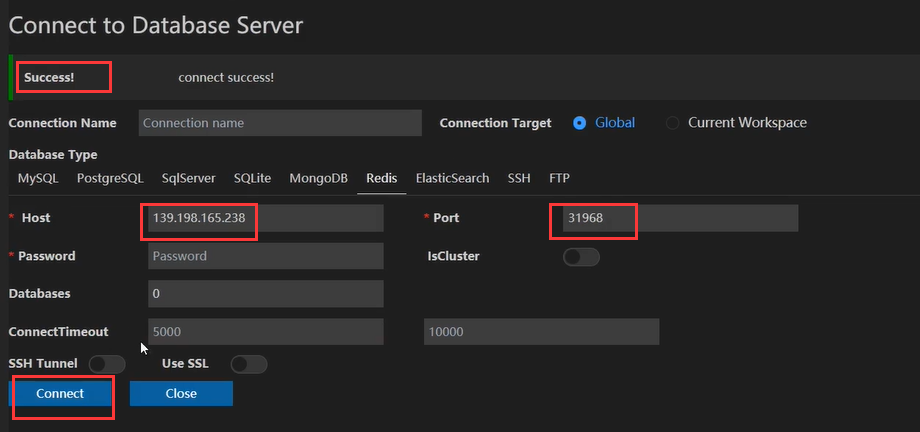 Connect to Database Server
Success! connect success!
Connection Name Connection name Connection Target Global Current Workspace
Database Type
MySQL PostgreSQL SqlServer SQLite MongoDB Redis ElasticSearch SSH FTP
* Host 139.198.165.238 * Port 31968
* Password Password IsCluster
Databases 0
ConnectTimeout 5000 10000
SSH Tunnel Use SSL
Connect Close